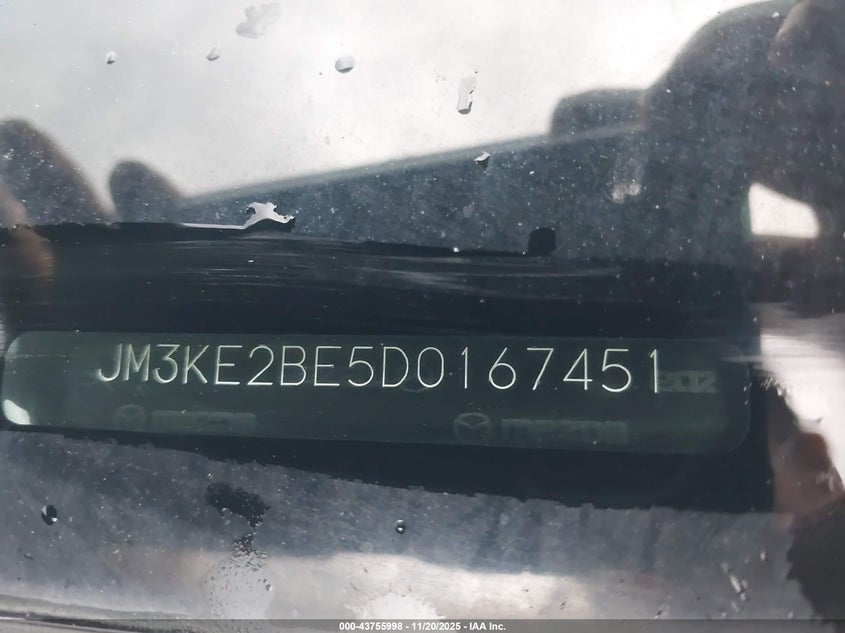 JM3KE2BE5D0167451
000-43755998 - 11/20/2025 - IAA Inc.